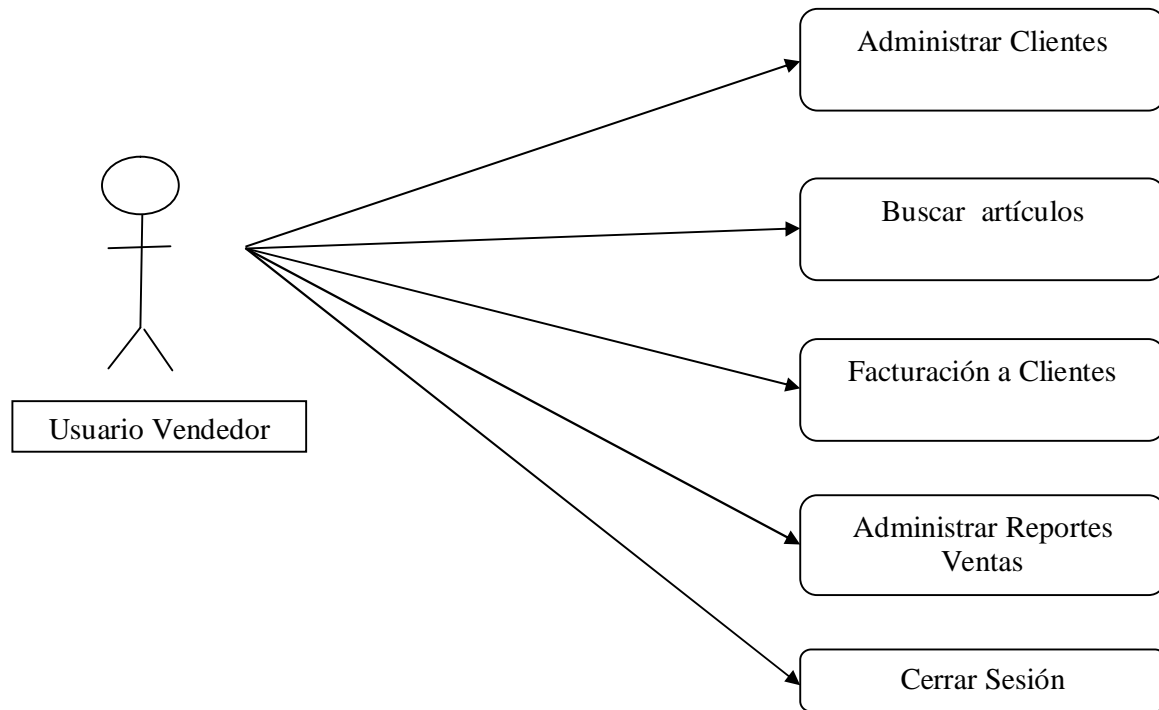 Administrar Clientes
Buscar artículos
Facturación a Clientes
Usuario Vendedor
Administrar Reportes
Ventas
Cerrar Sesión